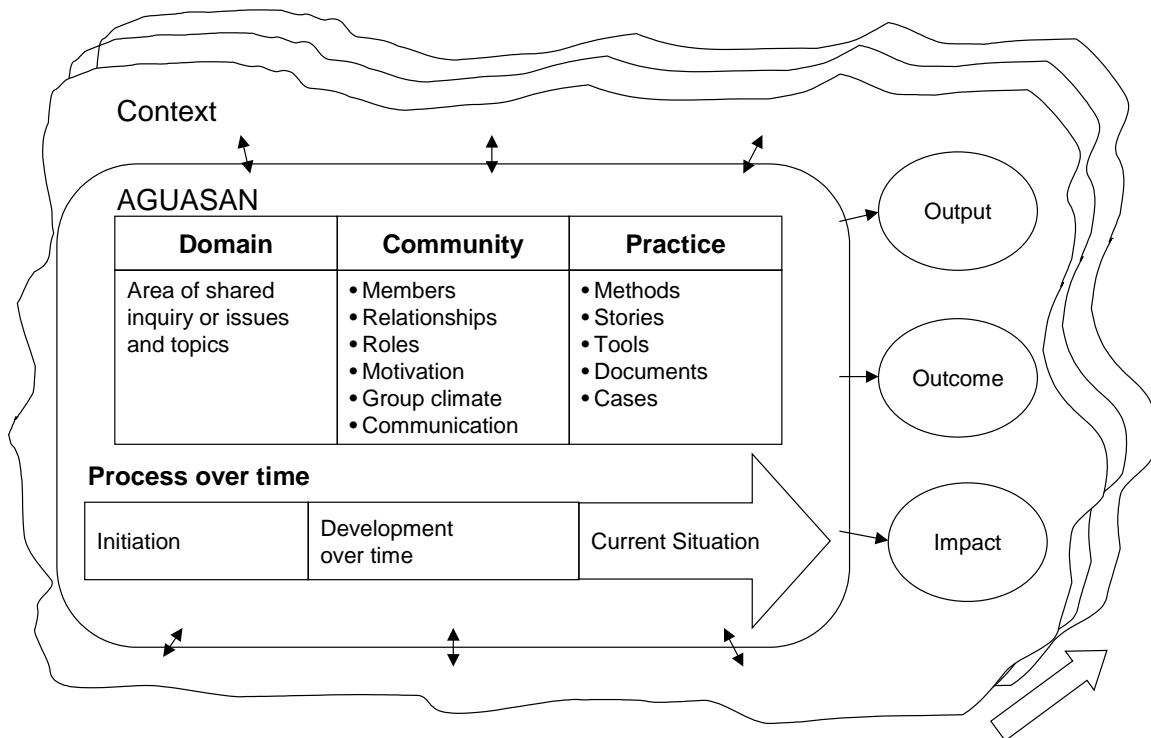 Context
AGUASAN
Domain
Community
Practice
Area of shared
inquiry or issues
and topics
• Members
• Relationships
• Roles
• Motivation
• Group climate
• Communication
• Methods
• Stories
• Tools
• Documents
• Cases
Process over time
Initiation
Development
over time
Current Situation
Output
Outcome
Impact